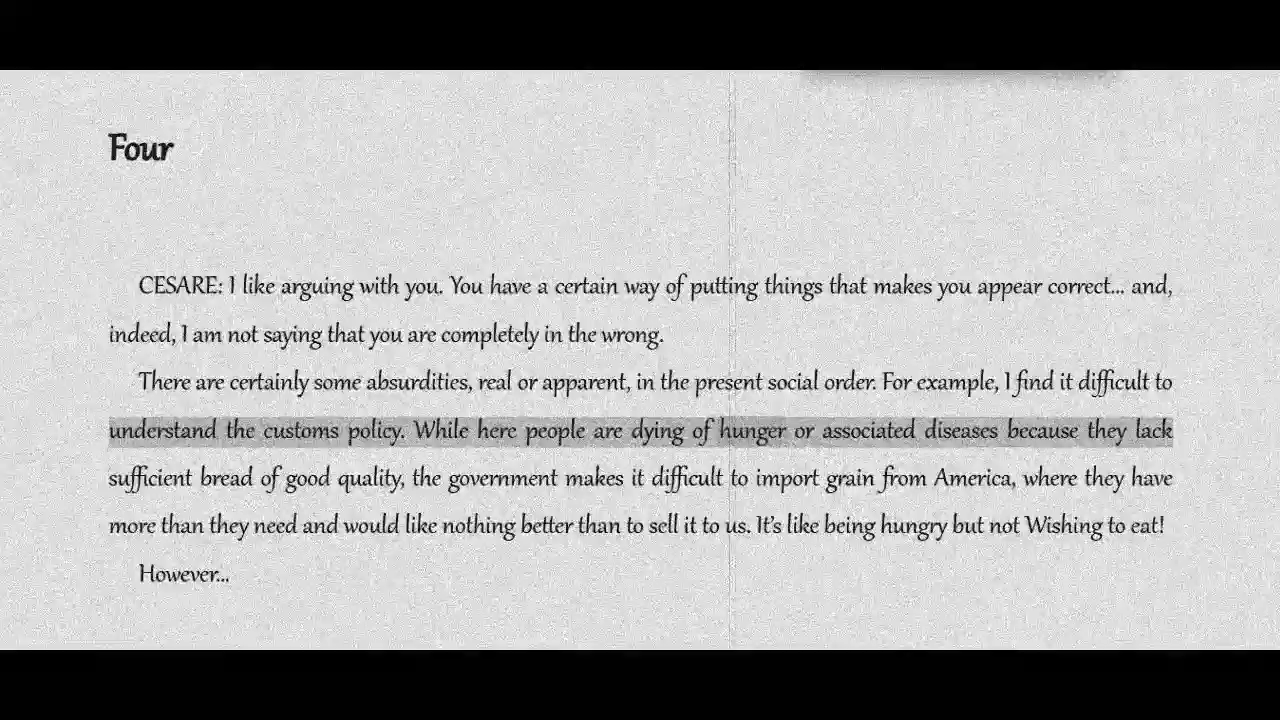 Four
CESARE: I like arguing with you. You have a certain way of putting things that makes you appear correct... and,
indeed, I am not saying that you are completely in the wrong.
There are certainly some absurdities, real or apparent, in the present social order. For example, I find it difficult to
understand the customs policy. While here people are dying of hunger or associated diseases because they lack
sufficient bread of good quality, the government makes it difficult to import grain from America, where they have
more than they need and would like nothing better than to sell it to us. It's like being hungry but not Wishing to eat!
However...